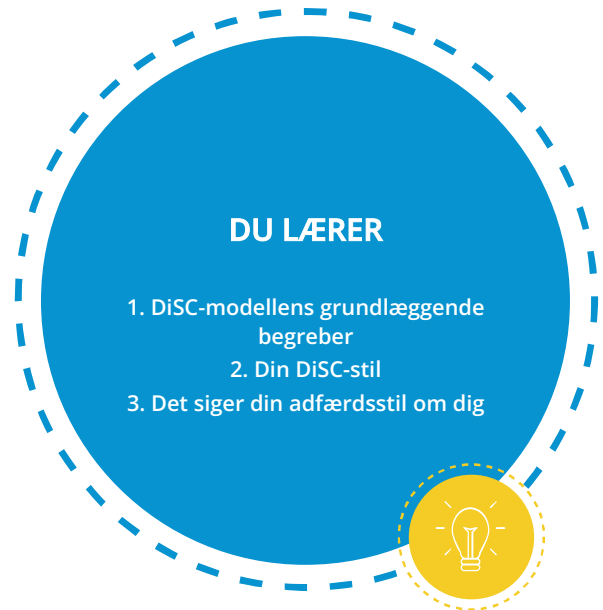 DU LÆRER
1. DiSC-modellens grundlæggende
begreber
2. Din DiSC-stil
3. Det siger din adfærdsstil om dig